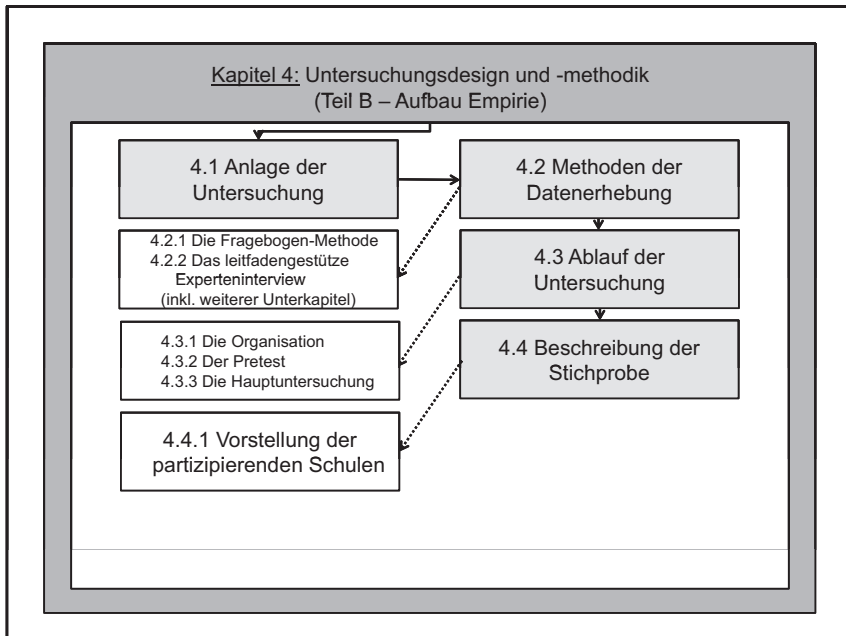 Kapitel 4: Untersuchungsdesign und -methodik
(Teil B – Aufbau Empirie)
4.1 Anlage der
Untersuchung
4.2 Methoden der
Datenerhebung
4.2.1 Die Fragebogen-Methode
4.2.2 Das leitfadengestütze
Experteninterview
(inkl. weiterer Unterkapitel)
4.3 Ablauf der
Untersuchung
4.3.1 Die Organisation
4.3.2 Der Pretest
4.3.3 Die Hauptuntersuchung
4.4 Beschreibung der
Stichprobe
4.4.1 Vorstellung der
partizipierenden Schulen